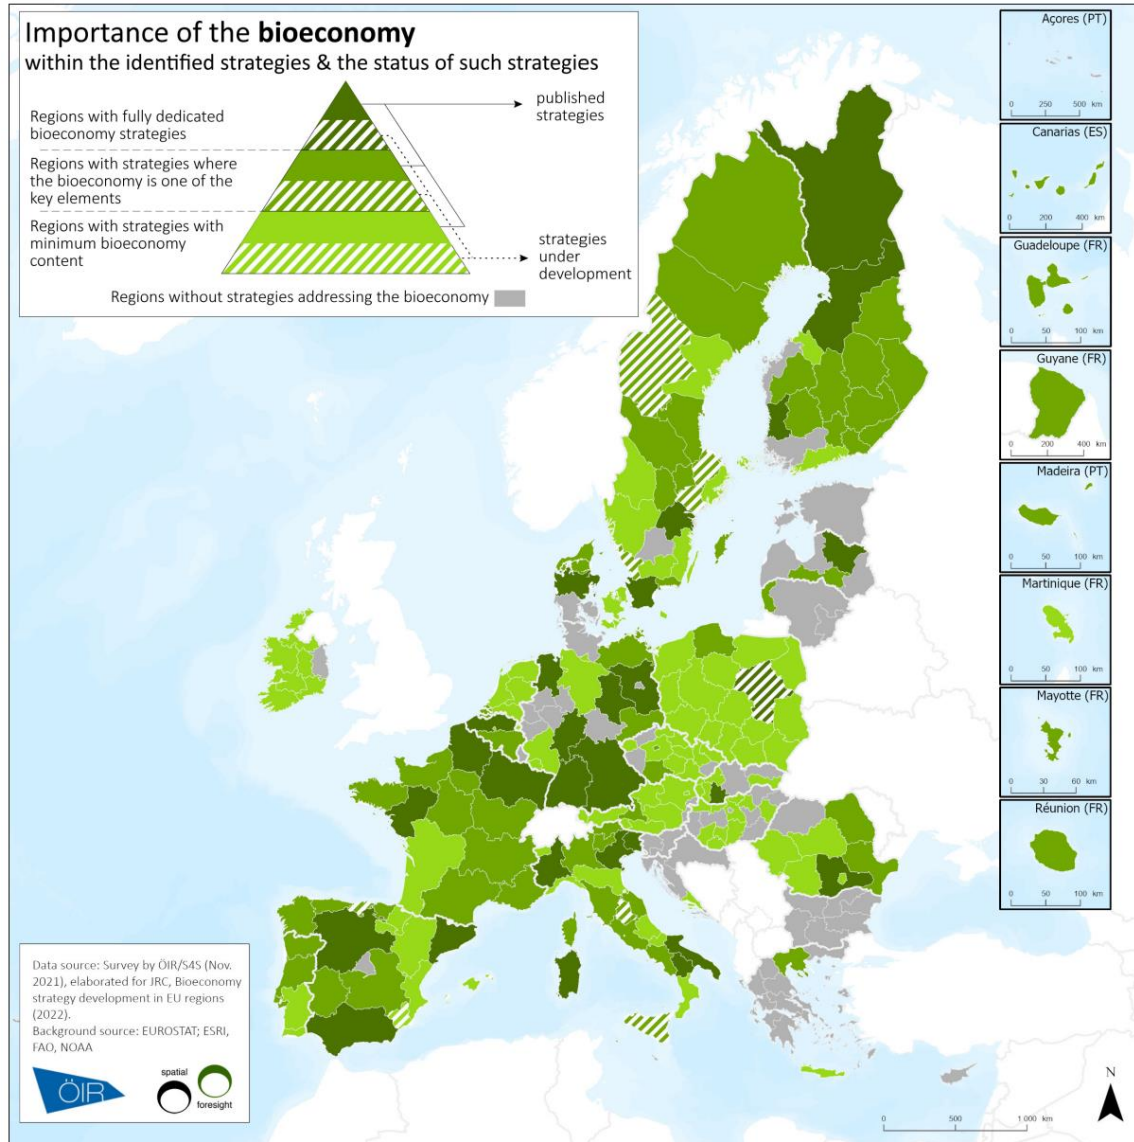 Importance of the bioeconomy
within the identified strategies & the status of such strategies
Regions with fully dedicated
bioeconomy strategies
published
strategies
Regions with strategies where
the bioeconomy is one of the
key elements
Regions with strategies with
minimum bioeconomy
content
strategies
under
development
Regions without strategies addressing the bioeconomy
Açores (PT)
0 250 500 km
Canarias (ES)
0 200 400 km
Guadeloupe (FR)
0 50 100 km
Guyane (FR)
0 200 400 km
Madeira (PT)
0 50 100 km
Martinique (FR)
0 50 100 km
Mayotte (FR)
0 30 60 km
Réunion (FR)
0 50 100 km
Data source: Survey by ÖIR/S4S (Nov.
2021), elaborated for JRC, Bioeconomy
strategy development in EU regions
(2022).
Background source: EUROSTAT; ESRI,
FAO, NOAA
ÖIR
spatial
foresight
N
0 500 1 000 km